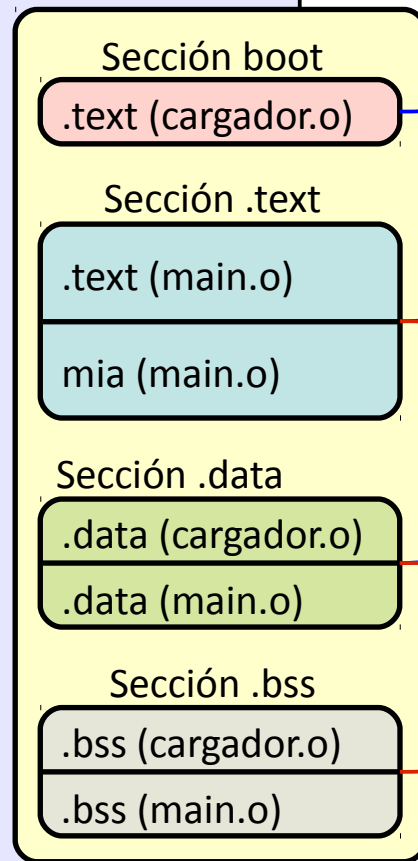 Sección boot
.text (cargador.o)
Sección .text
.text (main.o)
mia (main.o)
Sección .data
.data (cargador.o)
.data (main.o)
Sección .bss
.bss (cargador.o)
.bss (main.o)